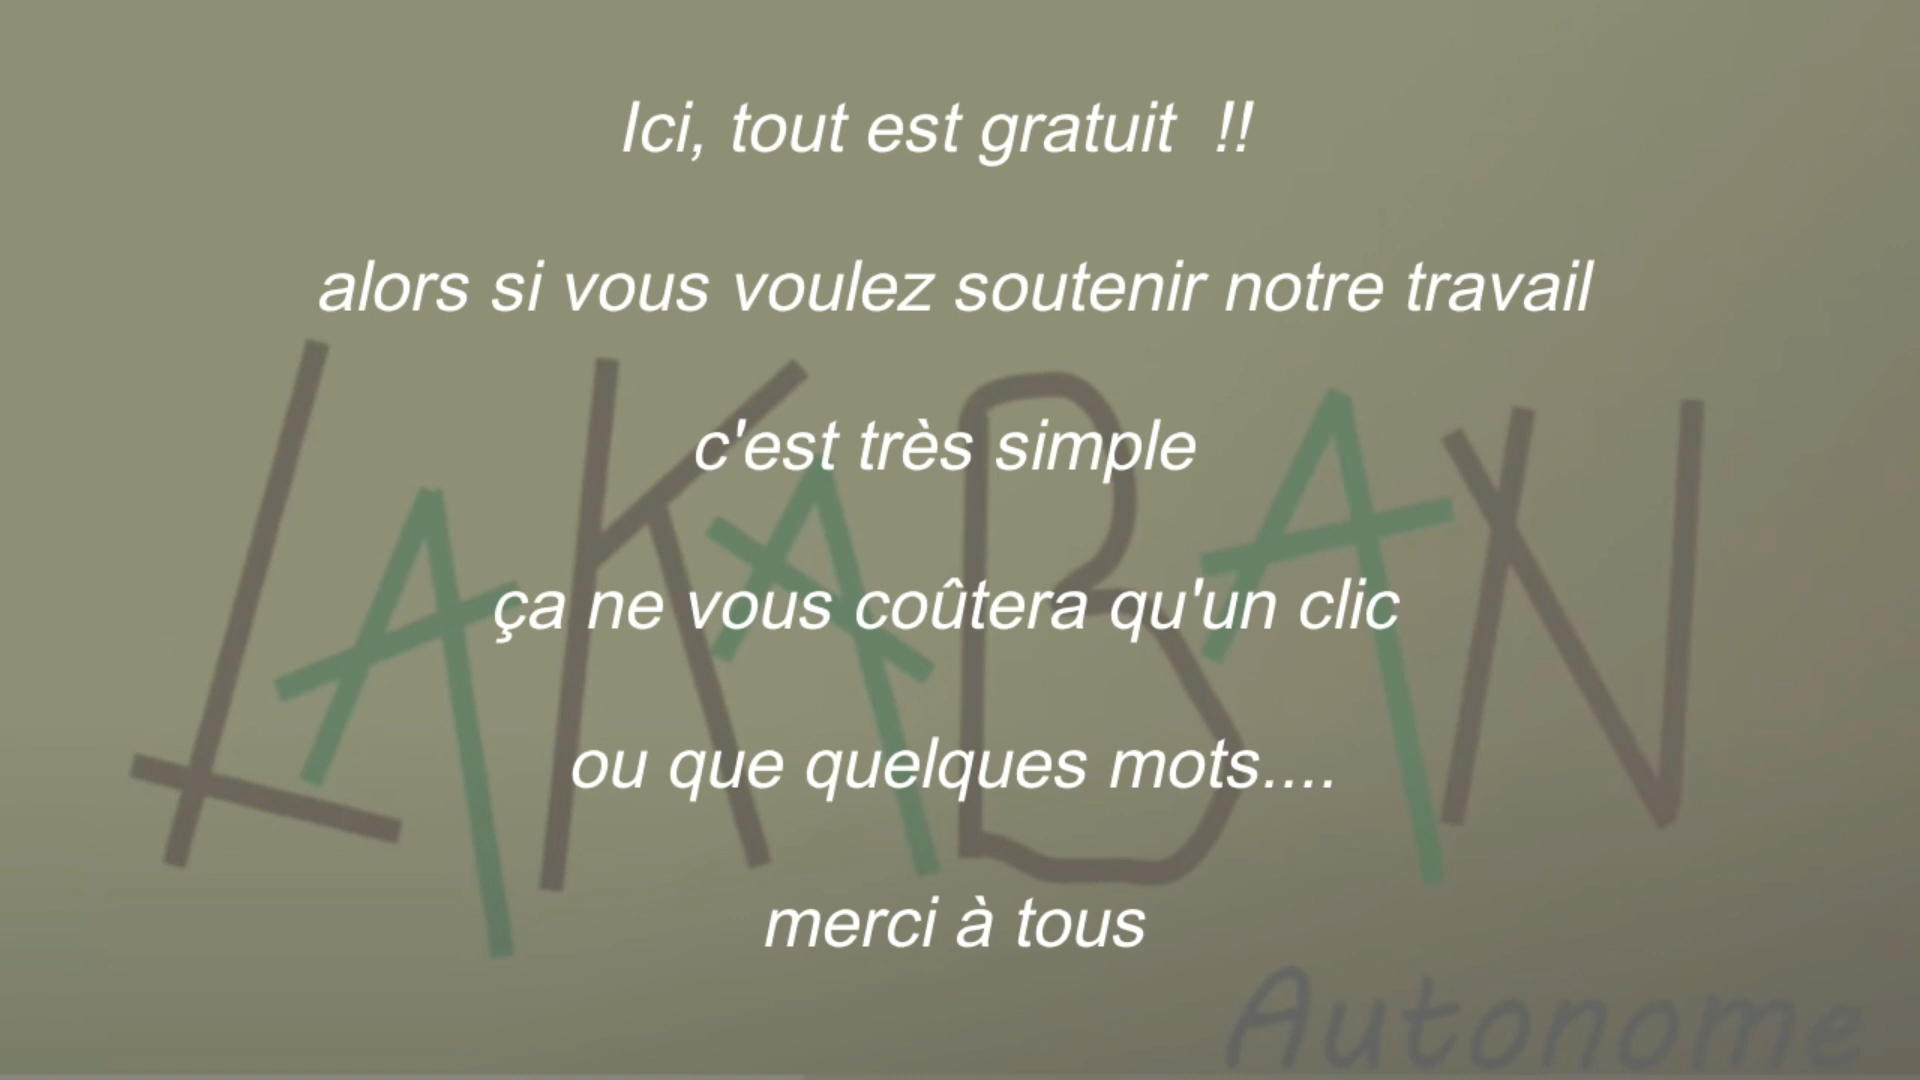 Ici, tout est gratuit  !!
alors si vous voulez soutenir notre travail
c'est très simple
ça ne vous coûtera qu'un clic
ou que quelques mots....
merci à tous
LAKABAN
Autonome